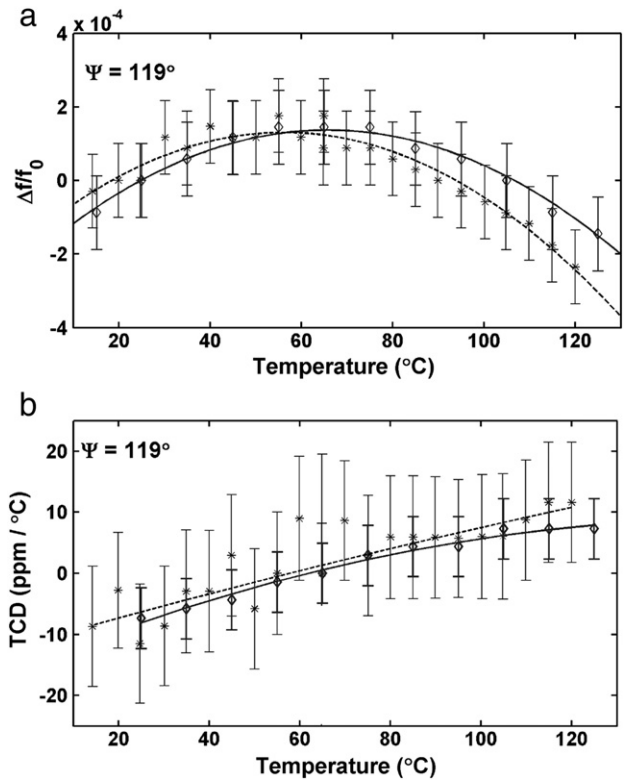 a
x 10⁻⁴
4
Ψ = 119°
2
0
-2
-4
Δf/f₀
20 40 60 80 100 120
Temperature (°C)
b
20
Ψ = 119°
10
0
-10
-20
TCD (ppm / °C)
20 40 60 80 100 120
Temperature (°C)